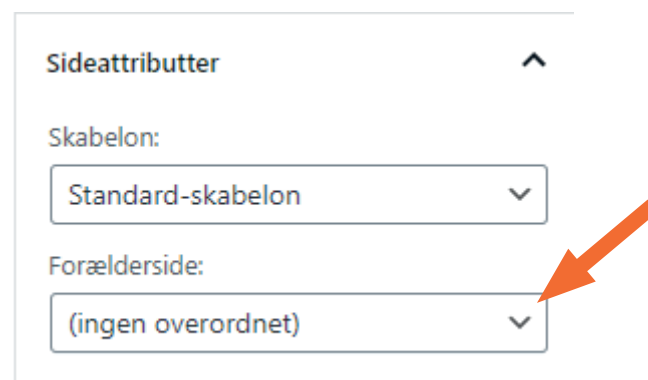 Sideattributter
Skabelon:
Standard-skabelon
Forælderside:
(ingen overordnet)